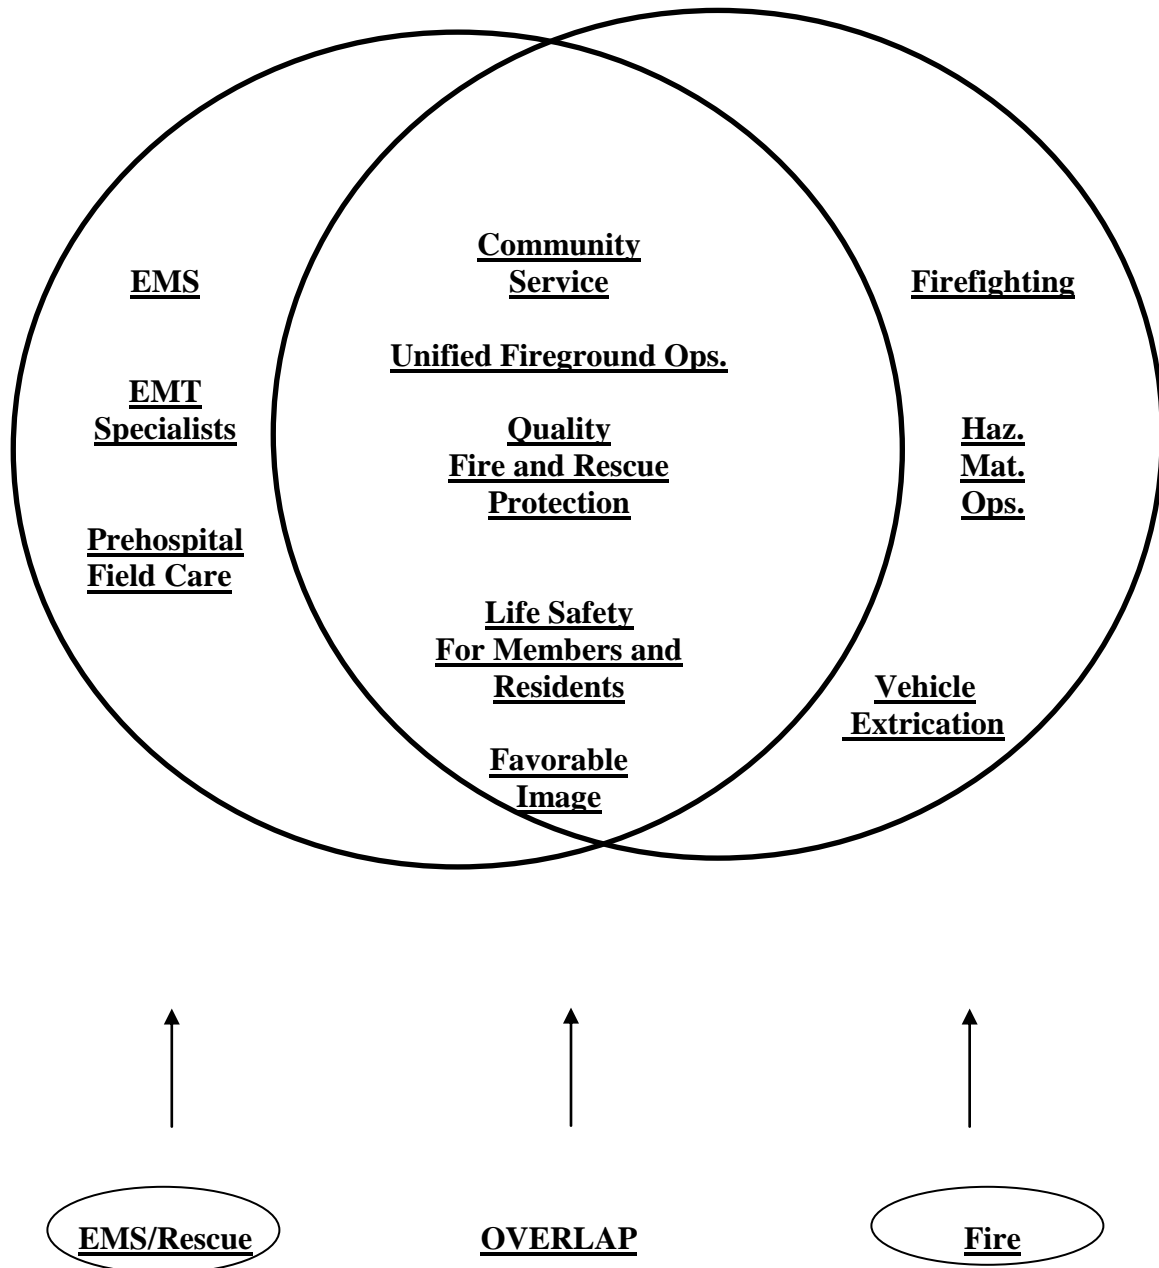 EMS
EMT
Specialists
Prehospital
Field Care
Community
Service
Unified Fireground Ops.
Quality
Fire and Rescue
Protection
Life Safety
For Members and
Residents
Favorable
Image
Firefighting
Haz.
Mat.
Ops.
Vehicle
Extrication
EMS/Rescue
OVERLAP
Fire